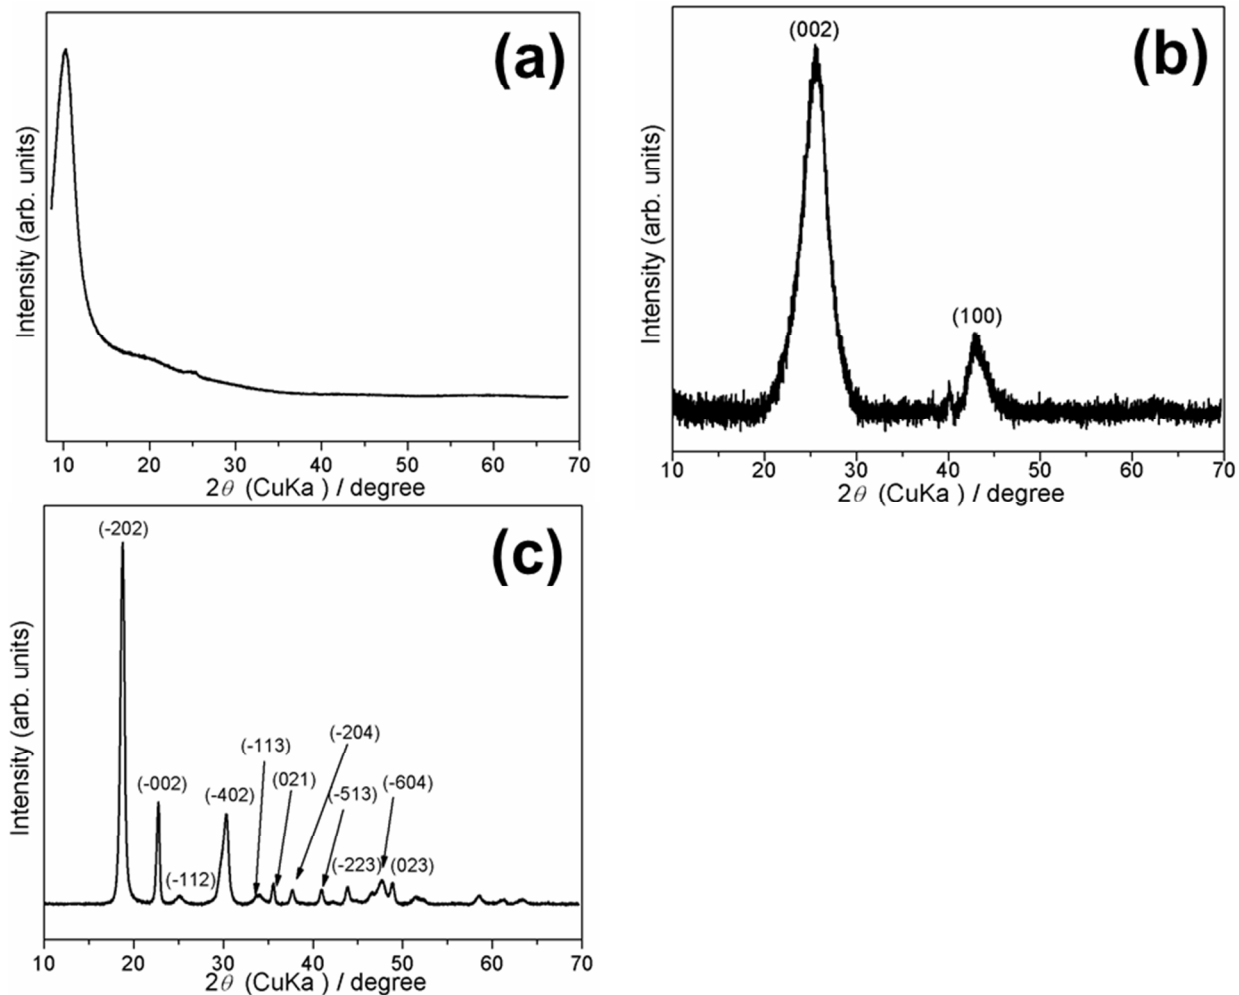 (a)
Intensity (arb. units)
10 20 30 40 50 60 70
2θ (CuKa ) / degree
(b)
(002)
(100)
Intensity (arb. units)
10 20 30 40 50 60 70
2θ (CuKa ) / degree
(c)
(-202)
(-204)
(-113)
(021)
(-002)
(-402)
(-513)
(-604)
(-112)
(-223)
(023)
Intensity (arb. units)
10 20 30 40 50 60 70
2θ (CuKa ) / degree